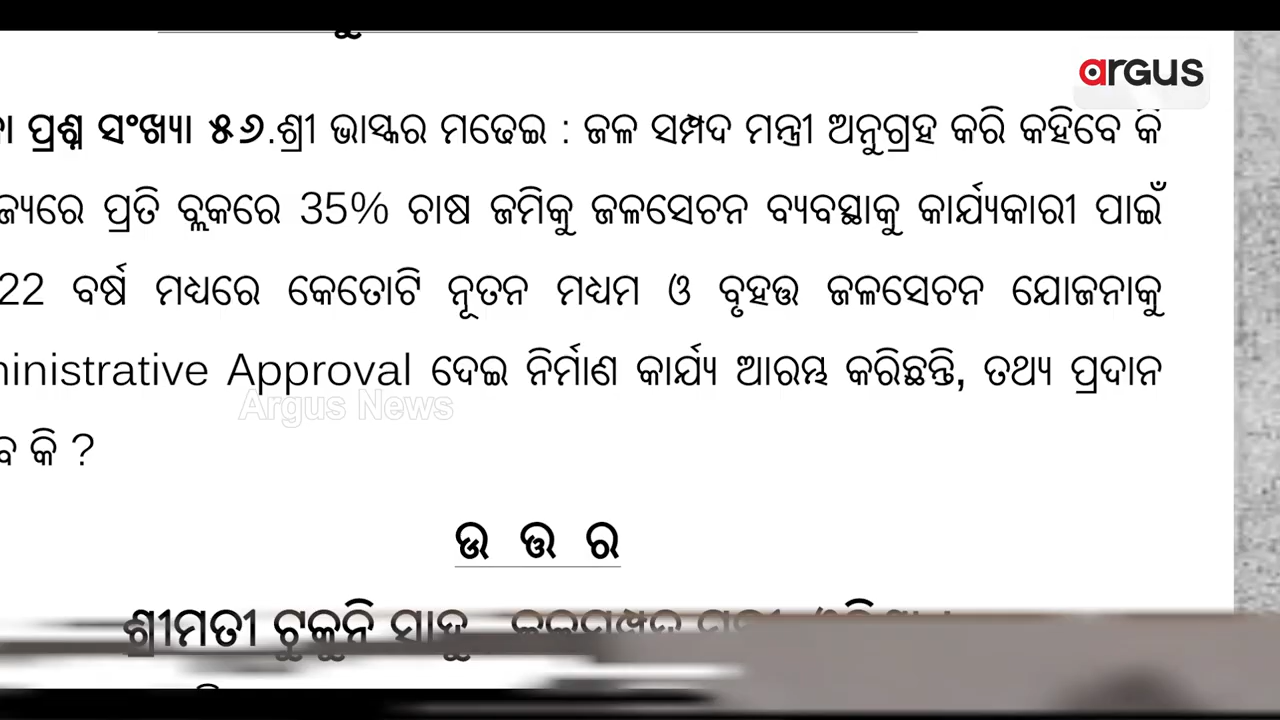 argus
ପ୍ରଶ୍ନ ସଂଖ୍ୟା ୫୬.ଶ୍ରୀ ଭାସ୍କର ମଢେଇ : ଜଳ ସମ୍ପଦ ମନ୍ତ୍ରୀ ଅନୁଗ୍ରହ କରି କହିବେ କି
ଜ୍ୟରେ ପ୍ରତି ବ୍ଲକରେ 35% ଚାଷ ଜମିକୁ ଜଳସେଚନ ବ୍ୟବସ୍ଥାକୁ କାର୍ଯ୍ୟକାରୀ ପାଇଁ
22 ବର୍ଷ ମଧ୍ୟରେ କେତୋଟି ନୂତନ ମଧ୍ୟମ ଓ ବୃହତ୍ତ ଜଳସେଚନ ଯୋଜନାକୁ
ministrative Approval ଦେଇ ନିର୍ମାଣ କାର୍ଯ୍ୟ ଆରମ୍ଭ କରିଛନ୍ତି, ତଥ୍ୟ ପ୍ରଦାନ
Argus News
ବେ କି ?
ଉ ତ୍ତ ର
ଶ୍ରୀମତୀ ଟୁକୁନି ସାହୁ